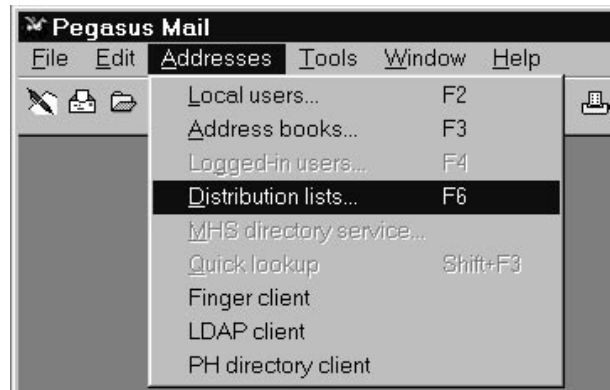 Pegasus Mail
File Edit Addresses Tools Window Help
Local users... F2
Address books... F3
Logged-in users... F4
Distribution lists... F6
MHS directory service...
Quick lookup Shift+F3
Finger client
LDAP client
PH directory client